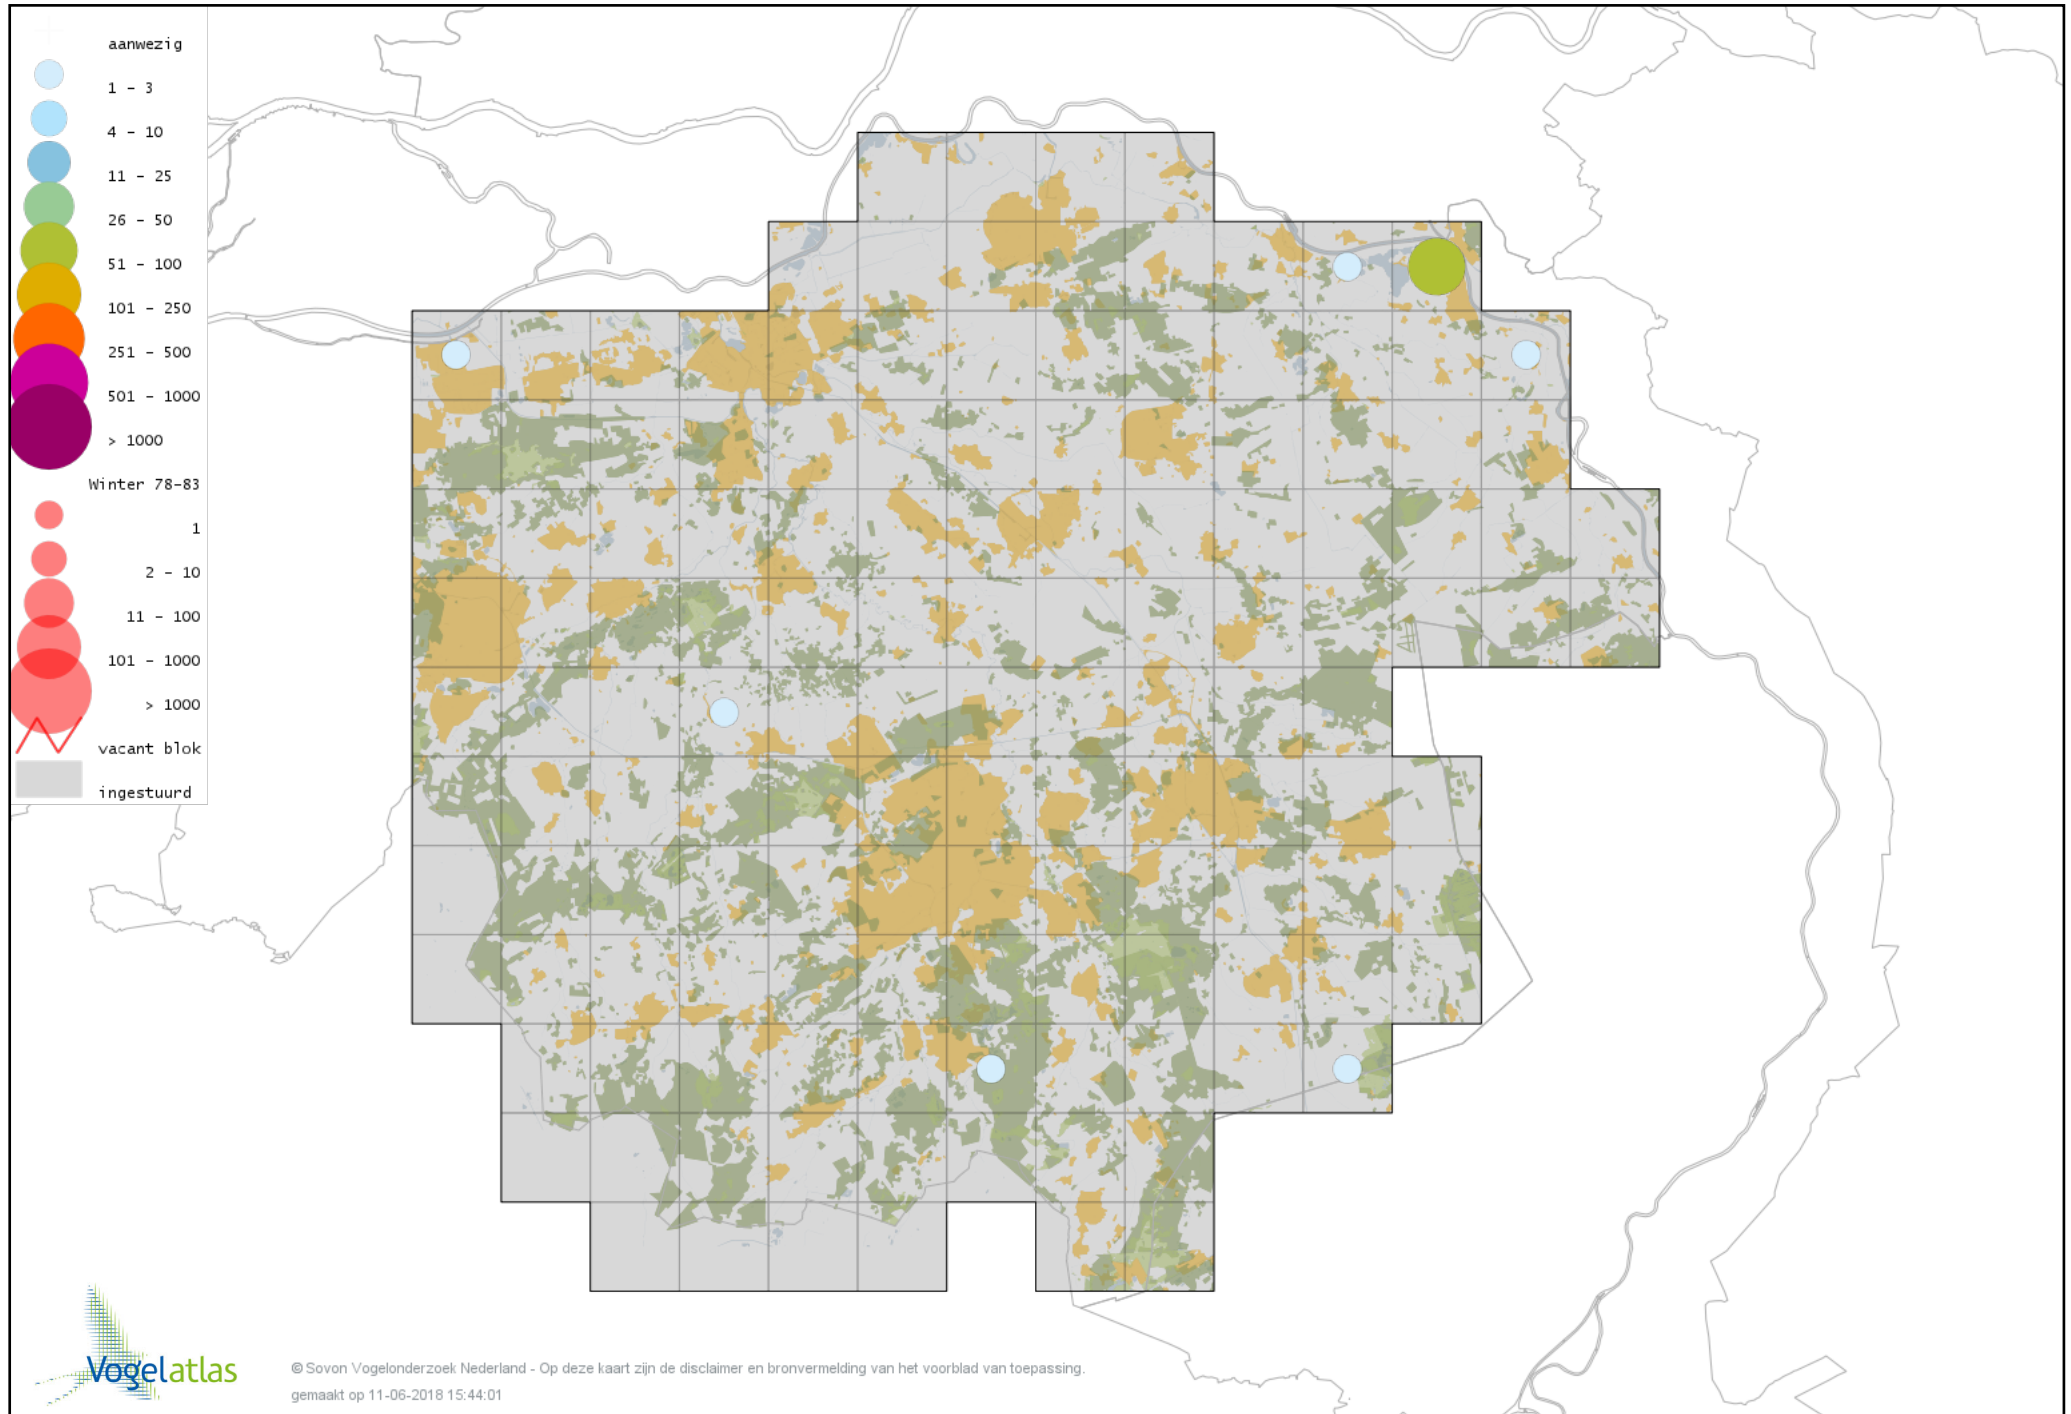 aanwezig
1 - 3
4 - 10
11 - 25
26 - 50
51 - 100
101 - 250
251 - 500
501 - 1000
> 1000
Winter 78-83
1
2 - 10
11 - 100
101 - 1000
> 1000
vacant blok
ingestuurd
Vogelatlas
© Sovon Vogelonderzoek Nederland - Op deze kaart zijn de disclaimer en bronvermelding van het voorblad van toepassing.
gemaakt op 11-06-2018 15:44:01